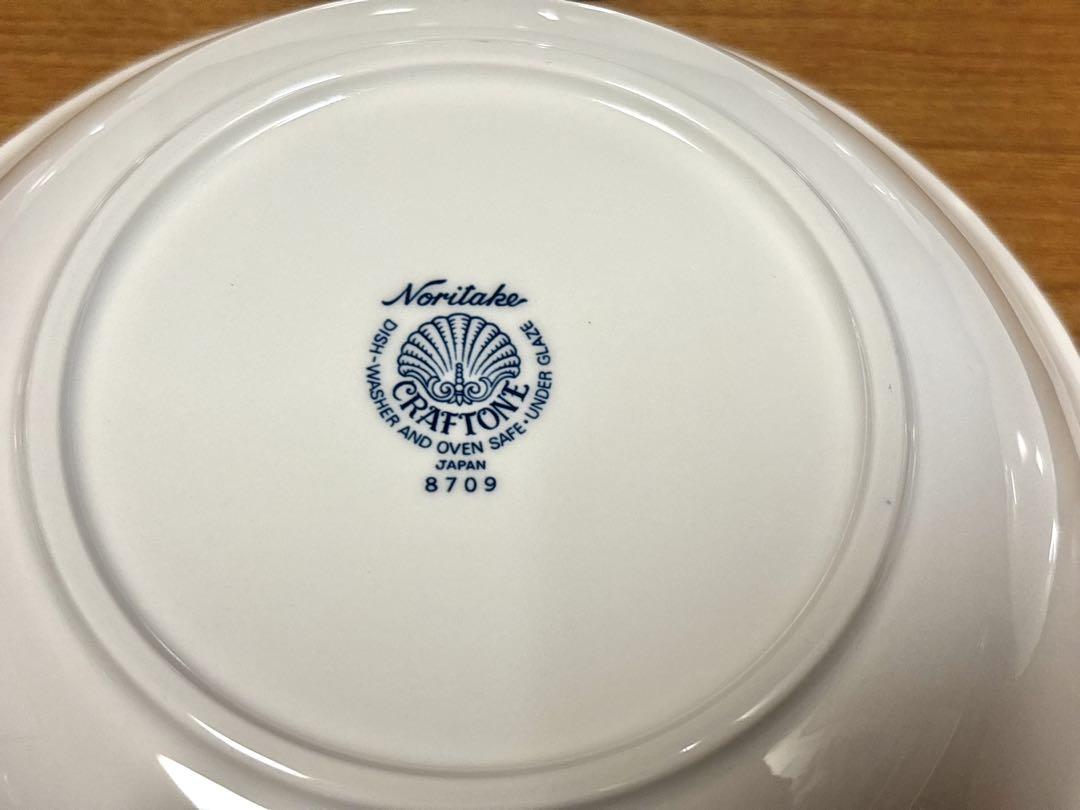 Noritake
CRAFTONE
DISH-WASHER AND OVEN SAFE·UNDER GLAZE
JAPAN
8709